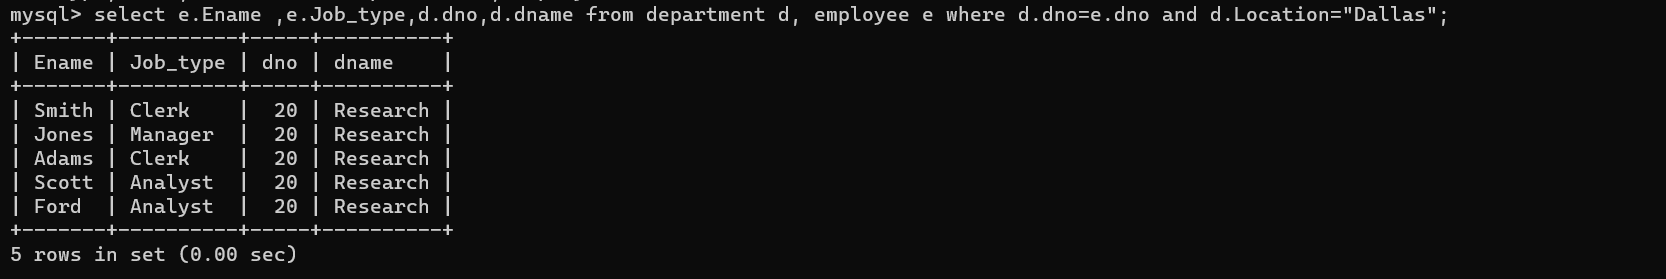 mysql> select e.Ename ,e.Job_type,d.dno,d.dname from department d, employee e where d.dno=e.dno and d.Location="Dallas";
+-------+----------+-----+----------+
| Ename | Job_type | dno | dname    |
+-------+----------+-----+----------+
| Smith | Clerk    |  20 | Research |
| Jones | Manager  |  20 | Research |
| Adams | Clerk    |  20 | Research |
| Scott | Analyst  |  20 | Research |
| Ford  | Analyst  |  20 | Research |
+-------+----------+-----+----------+
5 rows in set (0.00 sec)